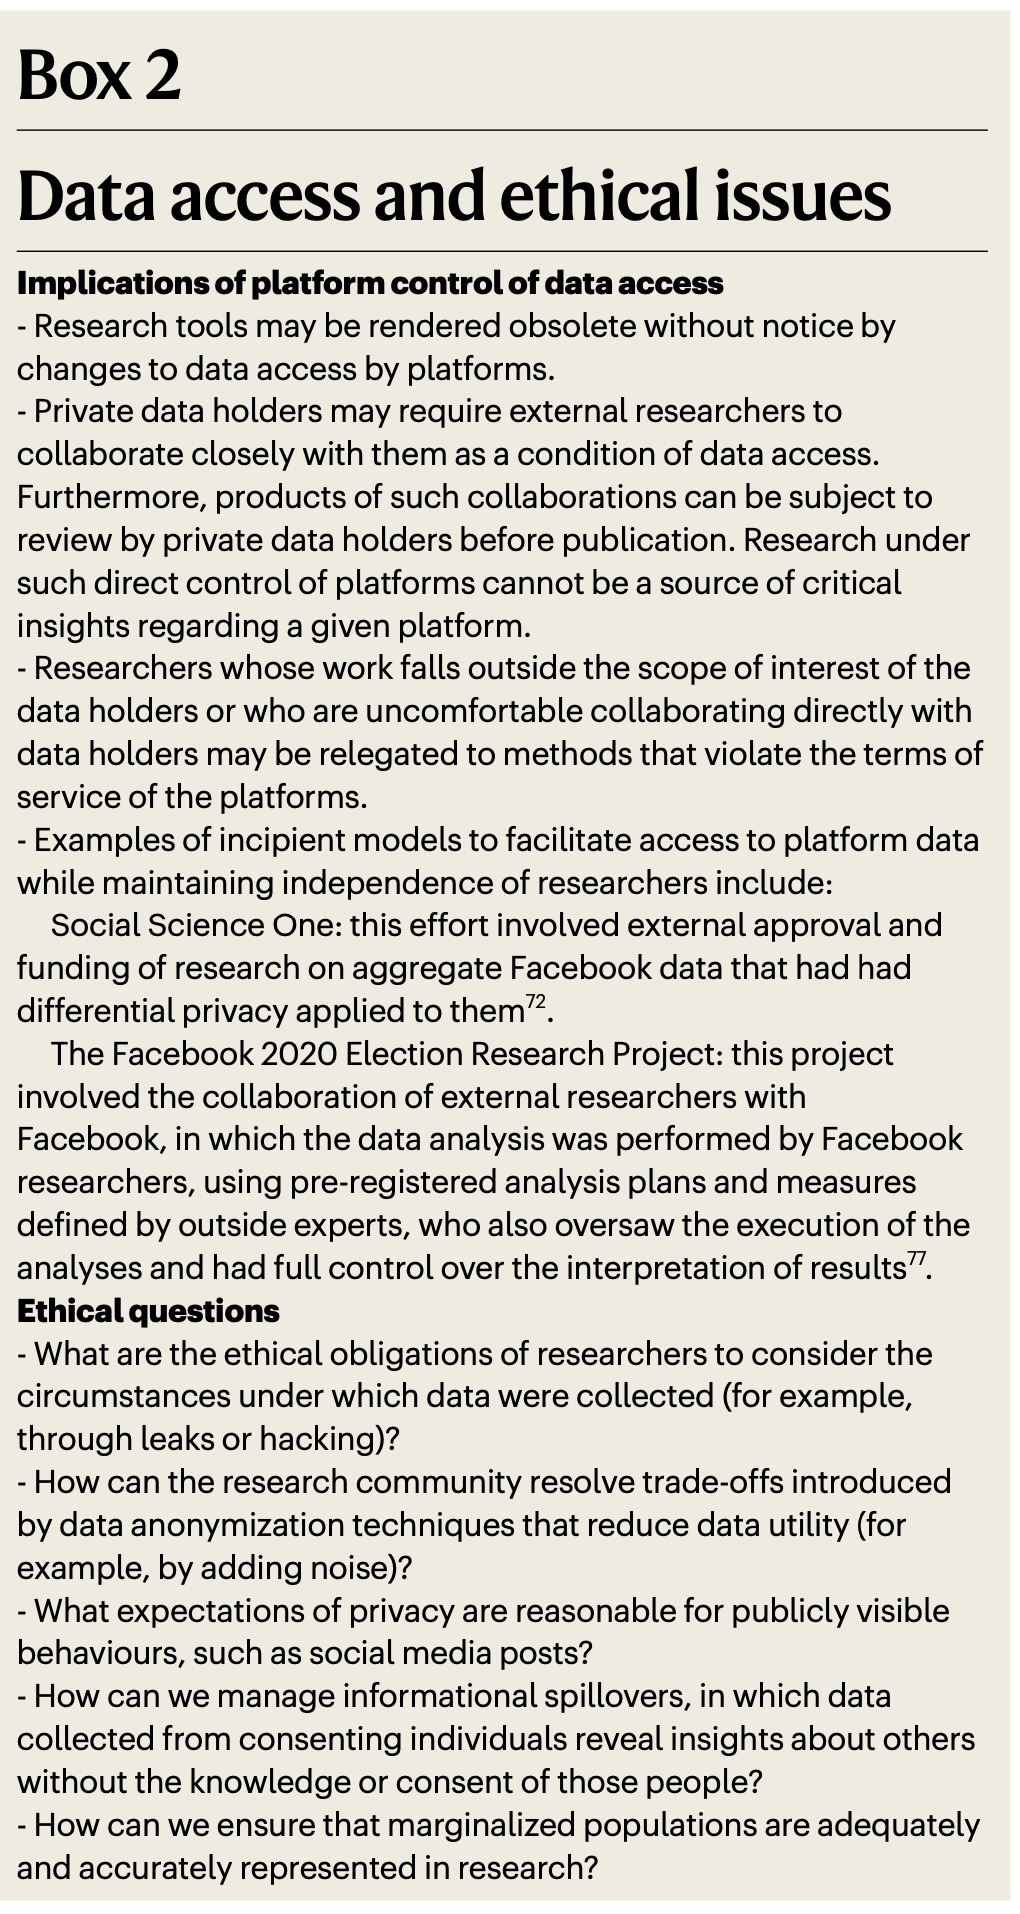 Box 2
Data access and ethical issues
Implications of platform control of data access
- Research tools may be rendered obsolete without notice by
changes to data access by platforms.
- Private data holders may require external researchers to
collaborate closely with them as a condition of data access.
Furthermore, products of such collaborations can be subject to
review by private data holders before publication. Research under
such direct control of platforms cannot be a source of critical
insights regarding a given platform.
- Researchers whose work falls outside the scope of interest of the
data holders or who are uncomfortable collaborating directly with
data holders may be relegated to methods that violate the terms of
service of the platforms.
- Examples of incipient models to facilitate access to platform data
while maintaining independence of researchers include:
Social Science One: this effort involved external approval and
funding of research on aggregate Facebook data that had had
differential privacy applied to them72.
The Facebook 2020 Election Research Project: this project
involved the collaboration of external researchers with
Facebook, in which the data analysis was performed by Facebook
researchers, using pre-registered analysis plans and measures
defined by outside experts, who also oversaw the execution of the
analyses and had full control over the interpretation of results77.
Ethical questions
- What are the ethical obligations of researchers to consider the
circumstances under which data were collected (for example,
through leaks or hacking)?
- How can the research community resolve trade-offs introduced
by data anonymization techniques that reduce data utility (for
example, by adding noise)?
- What expectations of privacy are reasonable for publicly visible
behaviours, such as social media posts?
- How can we manage informational spillovers, in which data
collected from consenting individuals reveal insights about others
without the knowledge or consent of those people?
- How can we ensure that marginalized populations are adequately
and accurately represented in research?